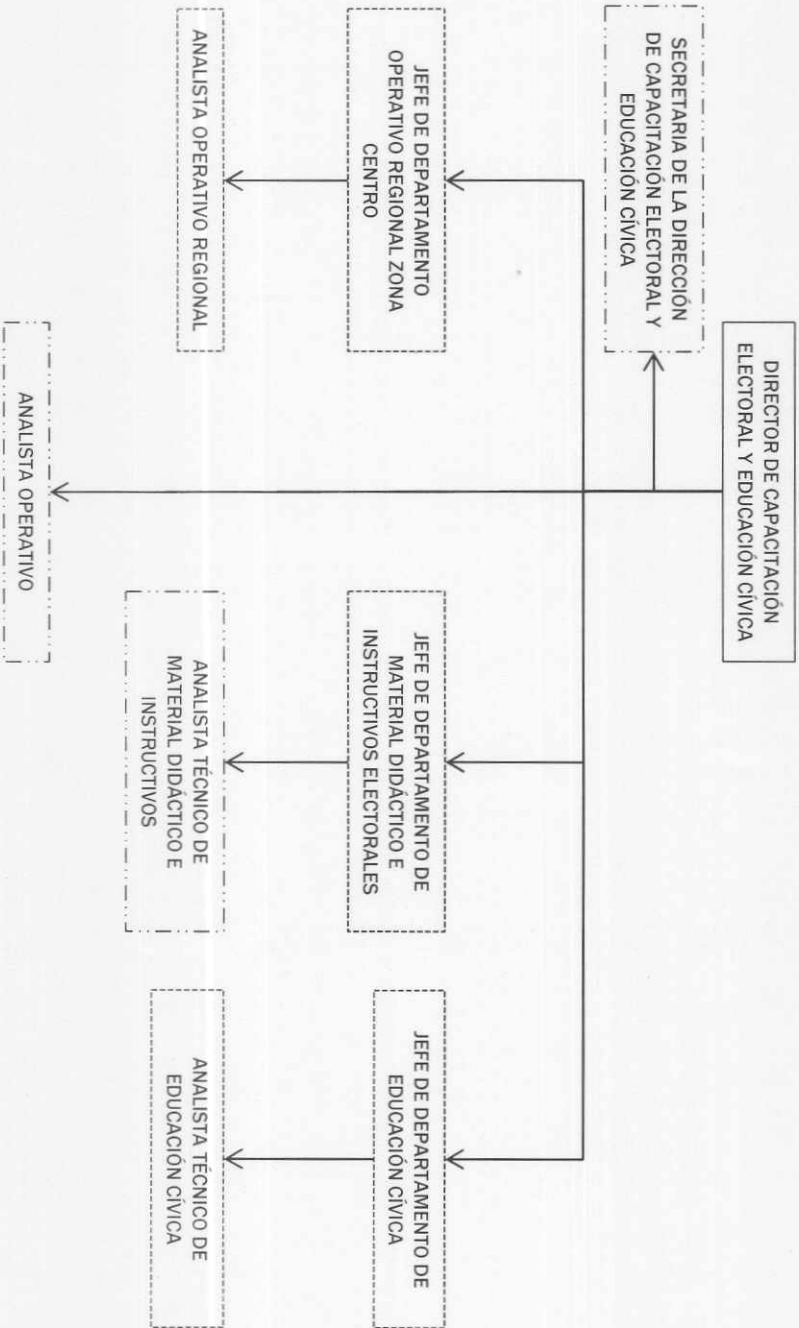 DIRECTOR DE CAPACITACIÓN
ELECTORAL Y EDUCACIÓN CÍVICA
SECRETARIA DE LA DIRECCIÓN
DE CAPACITACIÓN ELECTORAL Y
EDUCACIÓN CÍVICA
JEFE DE DEPARTAMENTO
OPERATIVO REGIONAL ZONA
CENTRO
JEFE DE DEPARTAMENTO DE
MATERIAL DIDÁCTICO E
INSTRUCTIVOS ELECTORALES
JEFE DE DEPARTAMENTO DE
EDUCACIÓN CÍVICA
ANALISTA OPERATIVO REGIONAL
ANALISTA TÉCNICO DE
MATERIAL DIDÁCTICO E
INSTRUCTIVOS
ANALISTA TÉCNICO DE
EDUCACIÓN CÍVICA
ANALISTA OPERATIVO